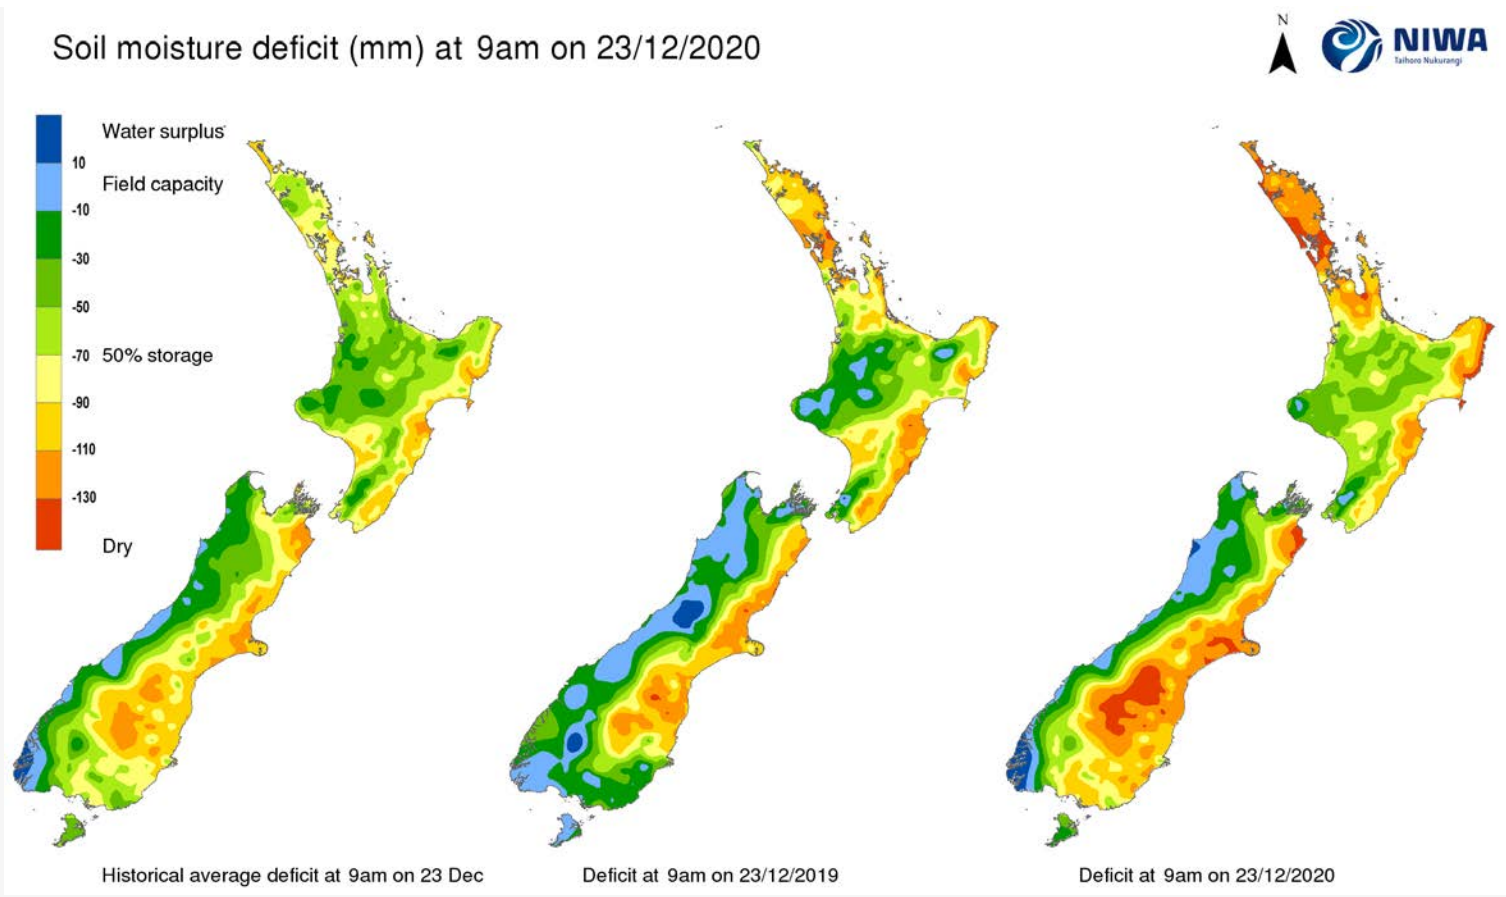 Soil moisture deficit (mm) at 9am on 23/12/2020
N
NIWA
Taihoro Nukurangi
Water surplus
10
Field capacity
-10
-30
-50
-70
50% storage
-90
-110
-130
Dry
Historical average deficit at 9am on 23 Dec
Deficit at 9am on 23/12/2019
Deficit at 9am on 23/12/2020